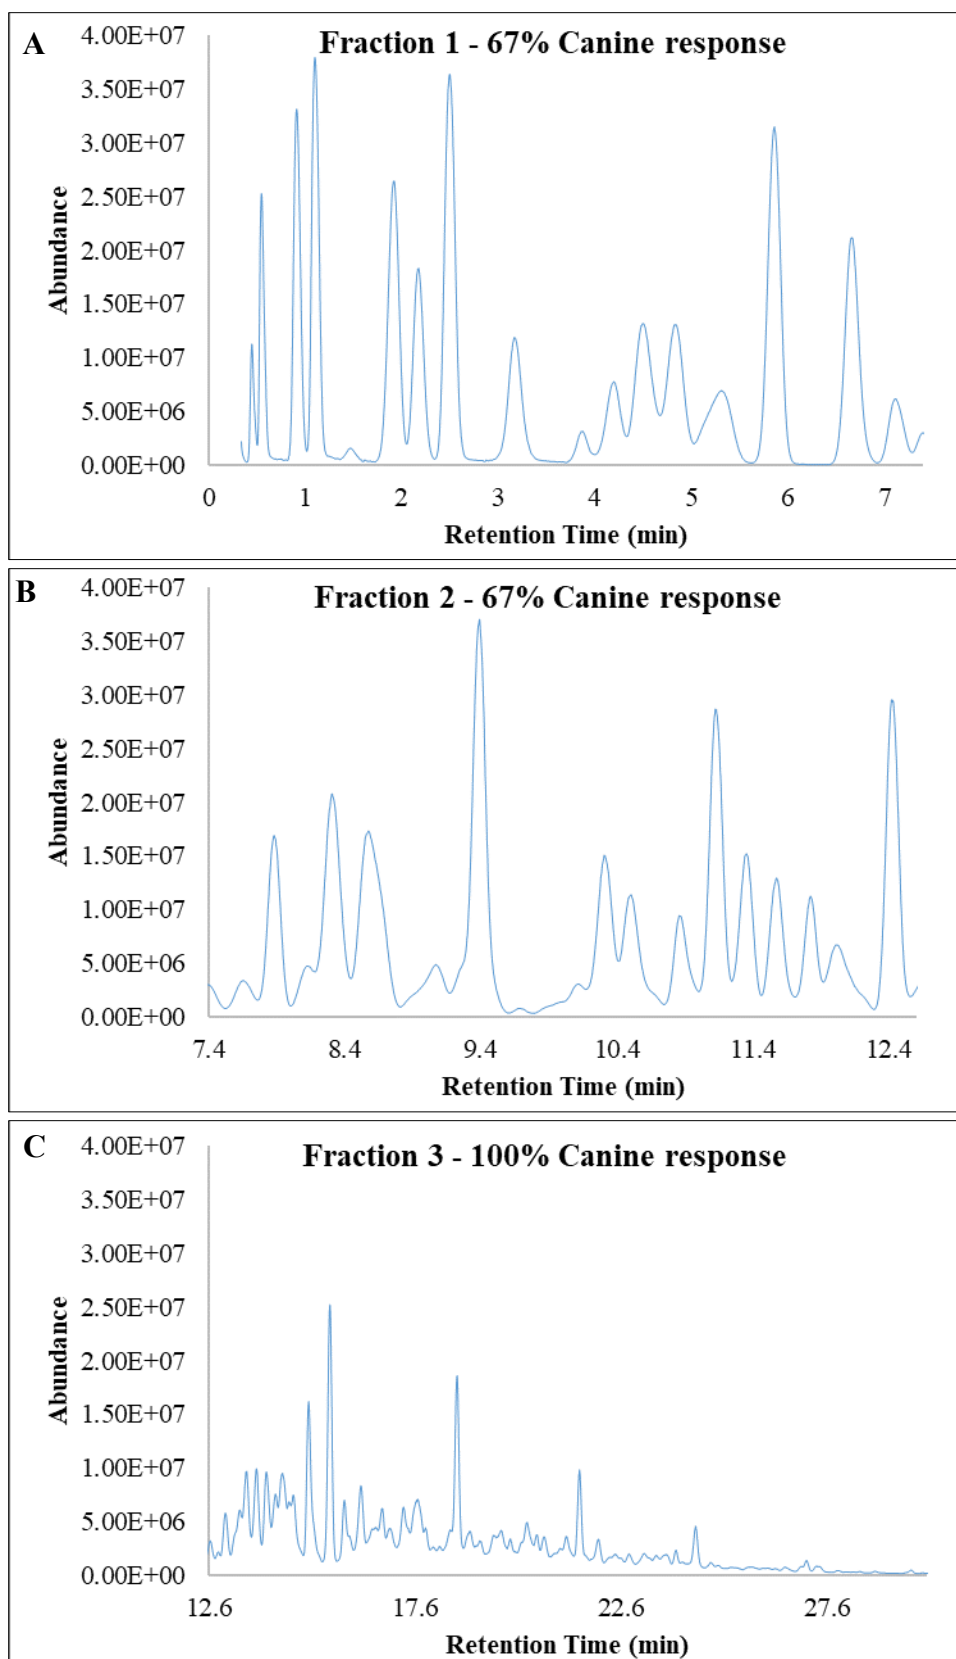 A
Fraction 1 - 67% Canine response
4.00E+07
3.50E+07
3.00E+07
2.50E+07
2.00E+07
1.50E+07
1.00E+07
5.00E+06
0.00E+00
Abundance
0 1 2 3 4 5 6 7
Retention Time (min)
B
Fraction 2 - 67% Canine response
4.00E+07
3.50E+07
3.00E+07
2.50E+07
2.00E+07
1.50E+07
1.00E+07
5.00E+06
0.00E+00
Abundance
7.4 8.4 9.4 10.4 11.4 12.4
Retention Time (min)
C
Fraction 3 - 100% Canine response
4.00E+07
3.50E+07
3.00E+07
2.50E+07
2.00E+07
1.50E+07
1.00E+07
5.00E+06
0.00E+00
Abundance
12.6 17.6 22.6 27.6
Retention Time (min)